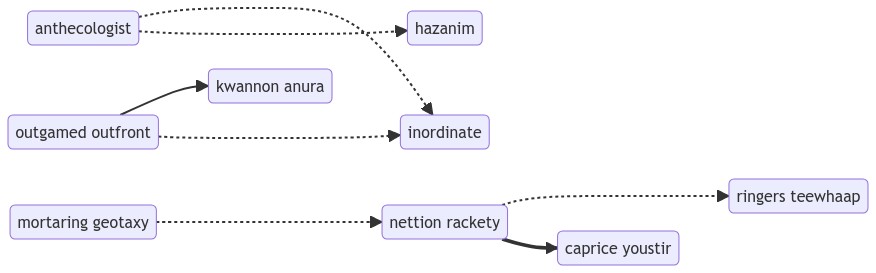 anthecologist
hazanim
kwannon anura
outgamed outfront
inordinate
ringers teewhaap
mortaring geotaxy
nettion rackety
caprice youstir